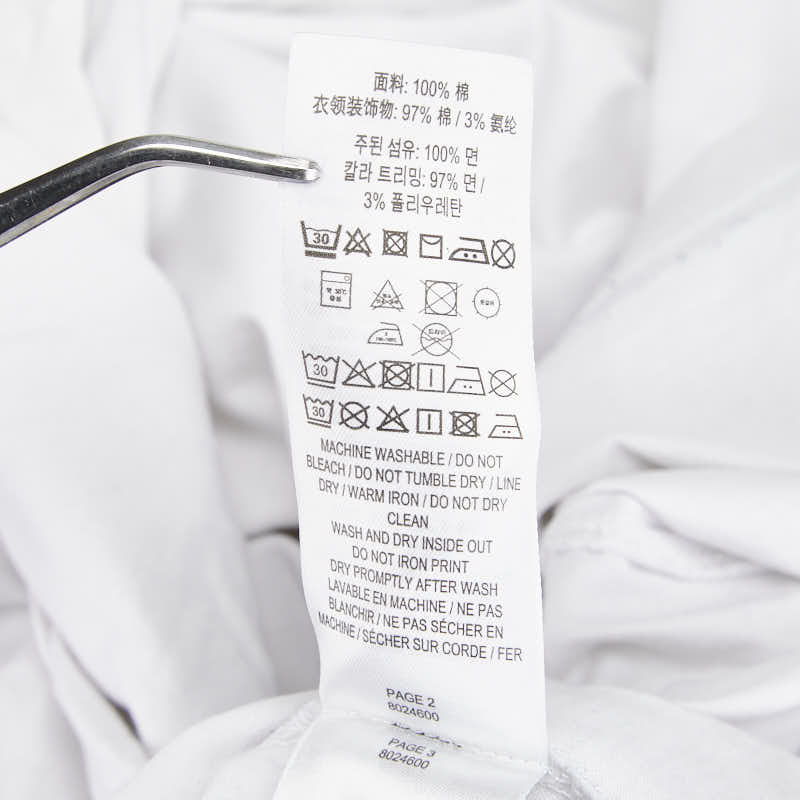 面料: 100% 棉
衣领装饰物: 97% 棉 / 3% 氨纶
주된 섬유: 100% 면
칼라 트리밍: 97% 면 /
3% 폴리우레탄
30
30
30
MACHINE WASHABLE / DO NOT
BLEACH / DO NOT TUMBLE DRY / LINE
DRY / WARM IRON / DO NOT DRY
CLEAN
WASH AND DRY INSIDE OUT
DO NOT IRON PRINT
DRY PROMPTLY AFTER WASH
LAVABLE EN MACHINE / NE PAS
BLANCHIR / NE PAS SÉCHER EN
MACHINE / SÉCHER SUR CORDE / FER
PAGE 2
8024600
PAGE 3
8024600